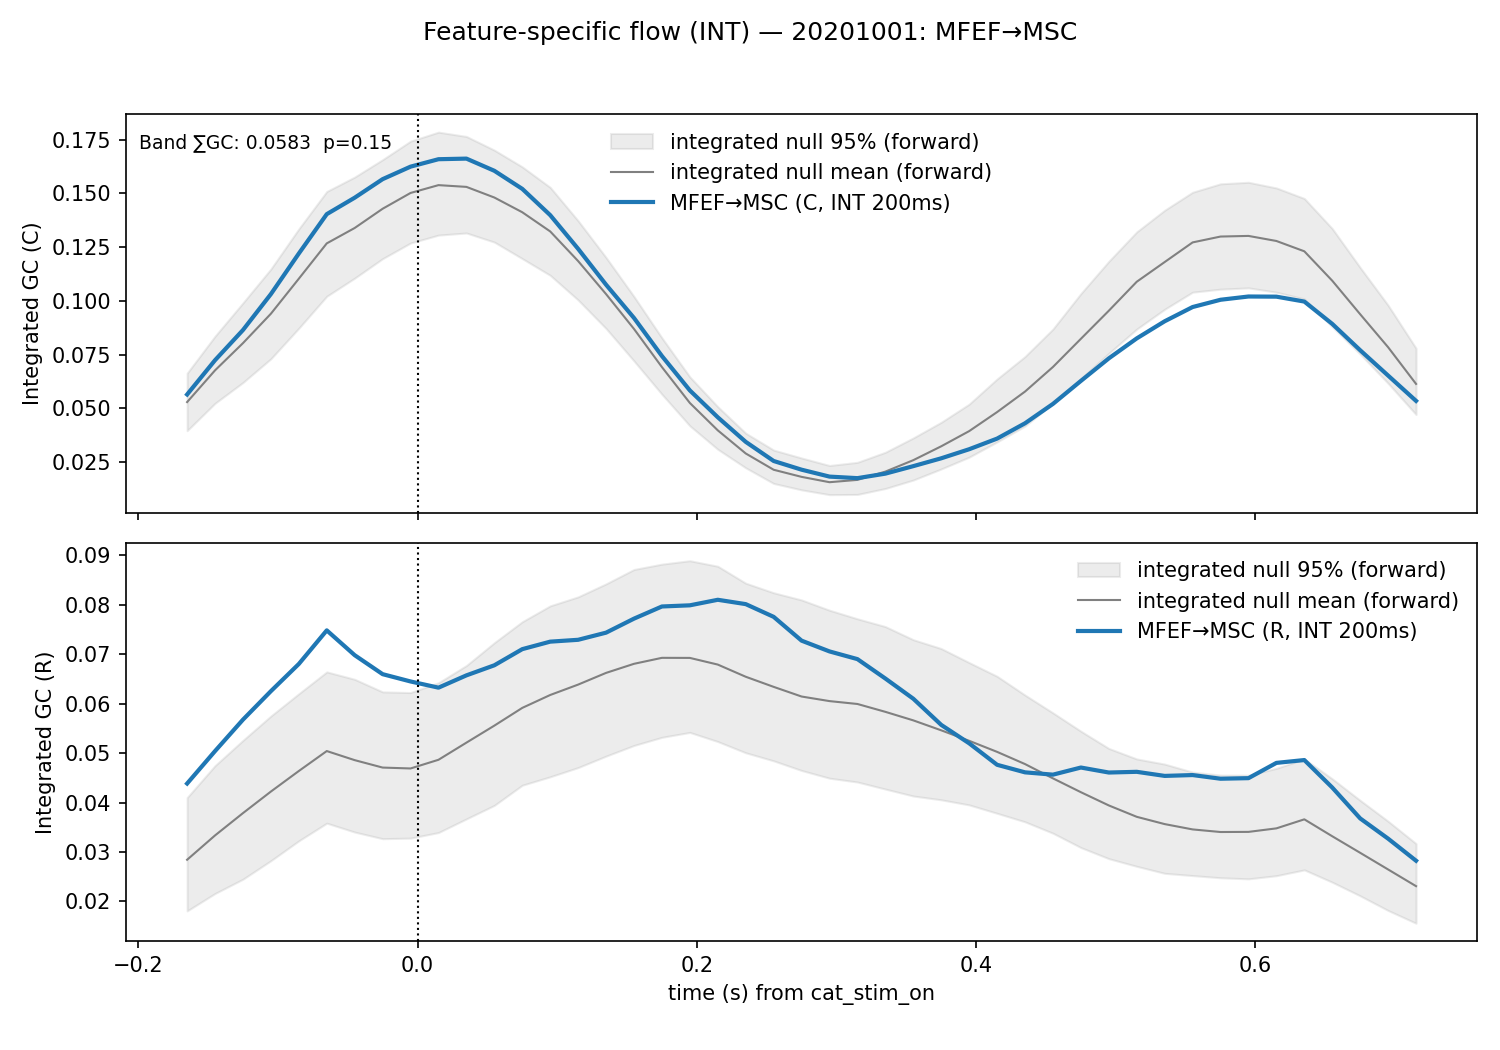 Feature-specific flow (INT) — 20201001: MFEF→MSC
Band ∑GC: 0.0583  p=0.15
integrated null 95% (forward)
integrated null mean (forward)
MFEF→MSC (C, INT 200ms)
Integrated GC (C)
0.175
0.150
0.125
0.100
0.075
0.050
0.025
integrated null 95% (forward)
integrated null mean (forward)
MFEF→MSC (R, INT 200ms)
Integrated GC (R)
0.09
0.08
0.07
0.06
0.05
0.04
0.03
0.02
−0.2
0.0
0.2
0.4
0.6
time (s) from cat_stim_on